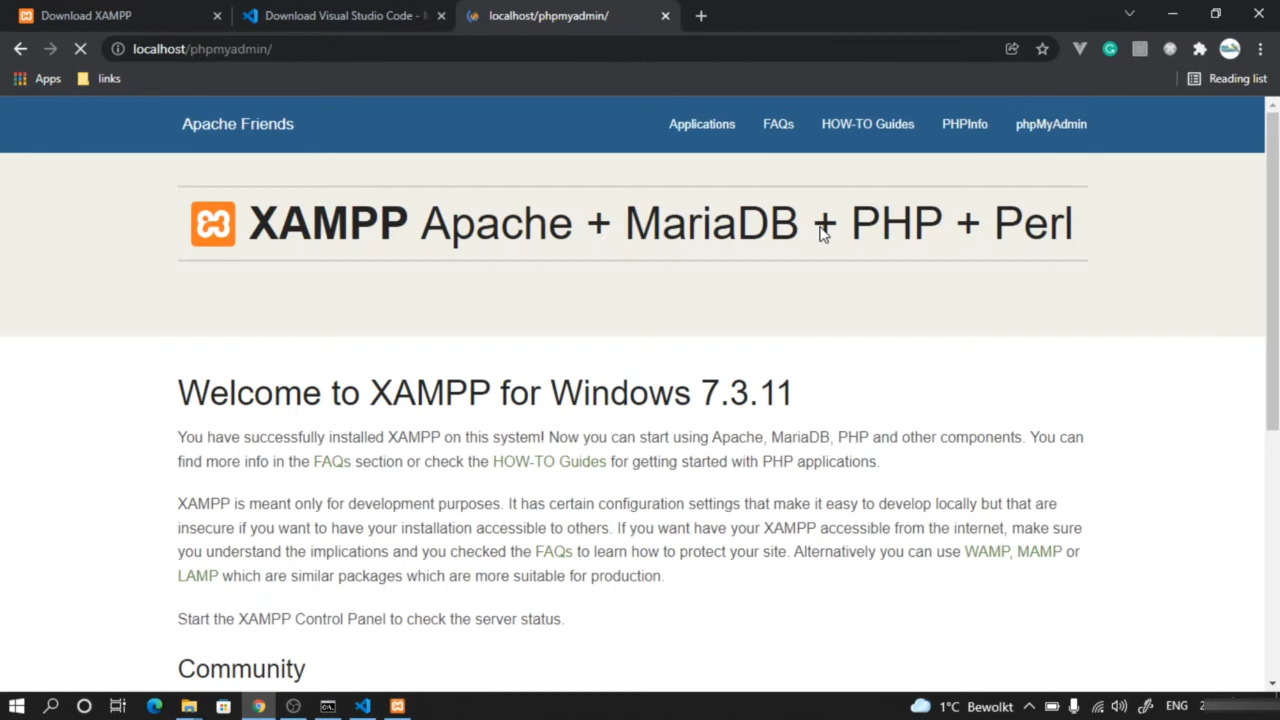 Download XAMPP
Download Visual Studio Code - M
localhost/phpmyadmin/
localhost/phpmyadmin/
Apps
links
Reading list
Apache Friends
Applications
FAQs
HOW-TO Guides
PHPInfo
phpMyAdmin
XAMPP Apache + MariaDB + PHP + Perl
Welcome to XAMPP for Windows 7.3.11
You have successfully installed XAMPP on this system! Now you can start using Apache, MariaDB, PHP and other components. You can
find more info in the FAQs section or check the HOW-TO Guides for getting started with PHP applications.
XAMPP is meant only for development purposes. It has certain configuration settings that make it easy to develop locally but that are
insecure if you want to have your installation accessible to others. If you want have your XAMPP accessible from the internet, make sure
you understand the implications and you checked the FAQs to learn how to protect your site. Alternatively you can use WAMP, MAMP or
LAMP which are similar packages which are more suitable for production.
Start the XAMPP Control Panel to check the server status.
Community
1°C Bewolkt
ENG